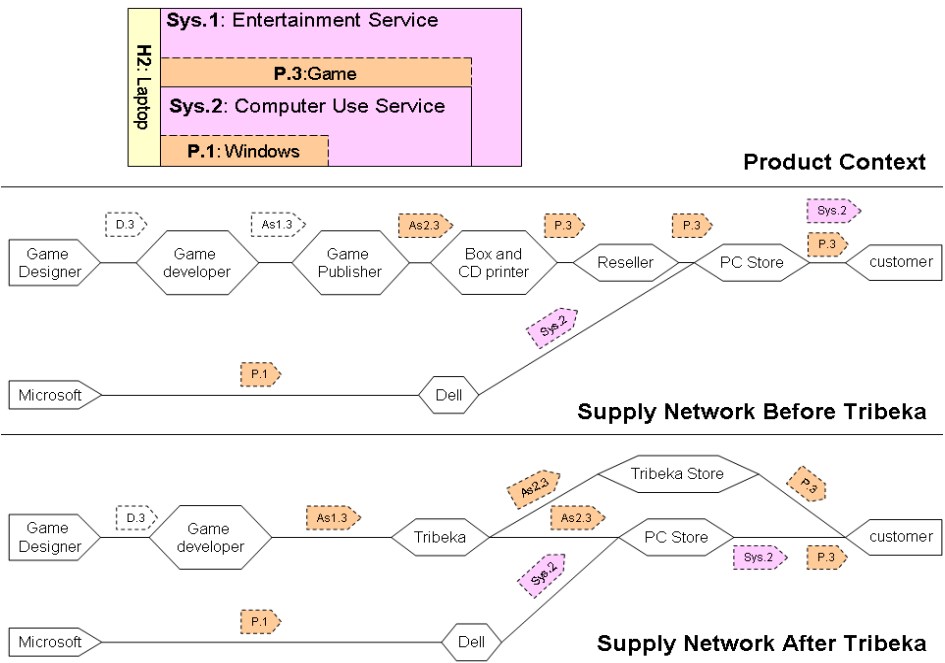 Sys.1: Entertainment Service
H2: Laptop
P.3:Game
Sys.2: Computer Use Service
P.1: Windows
Product Context
D.3
As1.3
As2.3
P.3
P.3
Sys.2
P.3
Game
Designer
Game
developer
Game
Publisher
Box and
CD printer
Reseller
PC Store
customer
Sys.2
P.1
Microsoft
Dell
Supply Network Before Tribeka
As2.3
Tribeka Store
P.3
D.3
As1.3
As2.3
Game
Designer
Game
developer
Tribeka
PC Store
customer
Sys.2
Sys.2
P.3
P.1
Microsoft
Dell
Supply Network After Tribeka